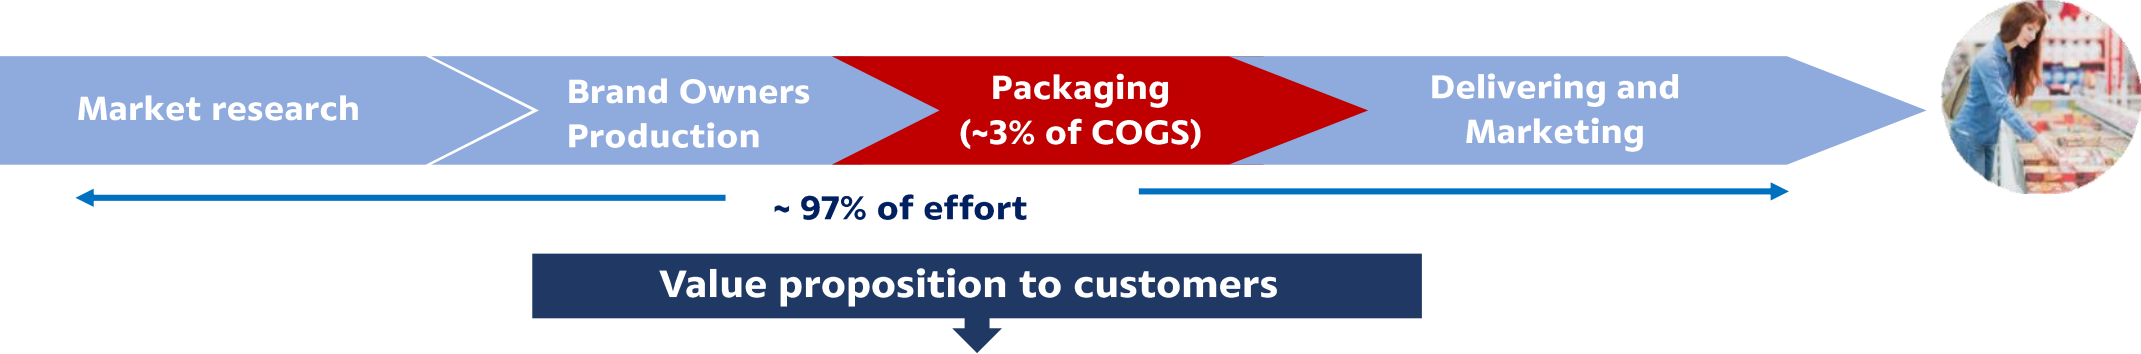 Market research
Brand Owners
Production
Packaging
(~3% of COGS)
Delivering and
Marketing
~ 97% of effort
Value proposition to customers